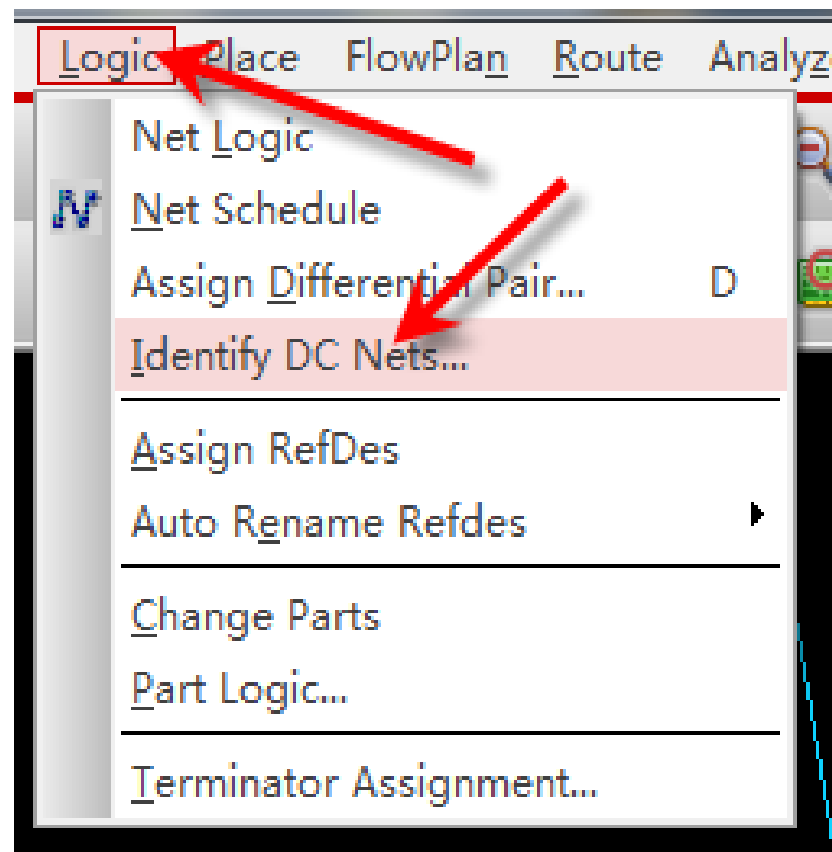 Logic Place FlowPlan Route Analyz
Net Logic
Net Schedule
Assign Differential Pair... D
Identify DC Nets...
Assign RefDes
Auto Rename Refdes
Change Parts
Part Logic...
Terminator Assignment...